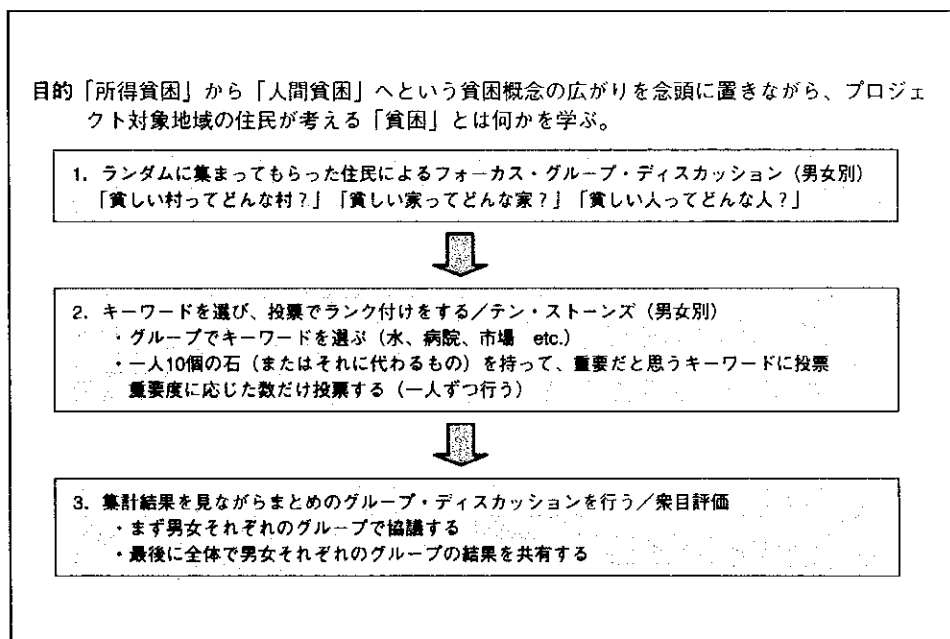 目的「所得貧困」から「人間貧困」へという貧困概念の広がりを念頭に置きながら、プロジェ
クト対象地域の住民が考える「貧困」とは何かを学ぶ。
1. ランダムに集まってもらった住民によるフォーカス・グループ・ディスカッション（男女別）
「貧しい村ってどんな村？」「貧しい家ってどんな家？」「貧しい人ってどんな人？」
2. キーワードを選び、投票でランク付けをする／テン・ストーンズ（男女別）
・グループでキーワードを選ぶ（水、病院、市場　etc.）
・一人10個の石（またはそれに代わるもの）を持って、重要だと思うキーワードに投票
重要度に応じた数だけ投票する（一人ずつ行う）
3. 集計結果を見ながらまとめのグループ・ディスカッションを行う／衆目評価
・まず男女それぞれのグループで協議する
・最後に全体で男女それぞれのグループの結果を共有する